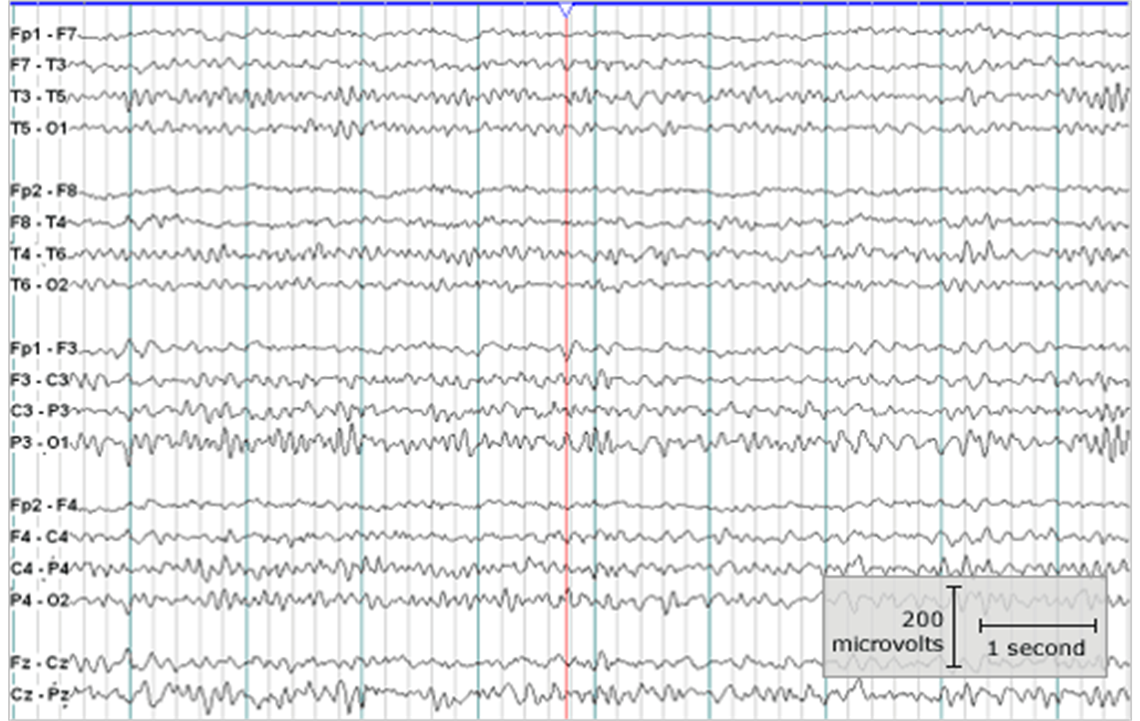 Fp1 - F7
F7 - T3
T3 - T5
T5 - O1
Fp2 - F8
F8 - T4
T4 - T6
T6 - O2
Fp1 - F3
F3 - C3
C3 - P3
P3 - O1
Fp2 - F4
F4 - C4
C4 - P4
P4 - O2
Fz - Cz
Cz - Pz
200
microvolts
1 second